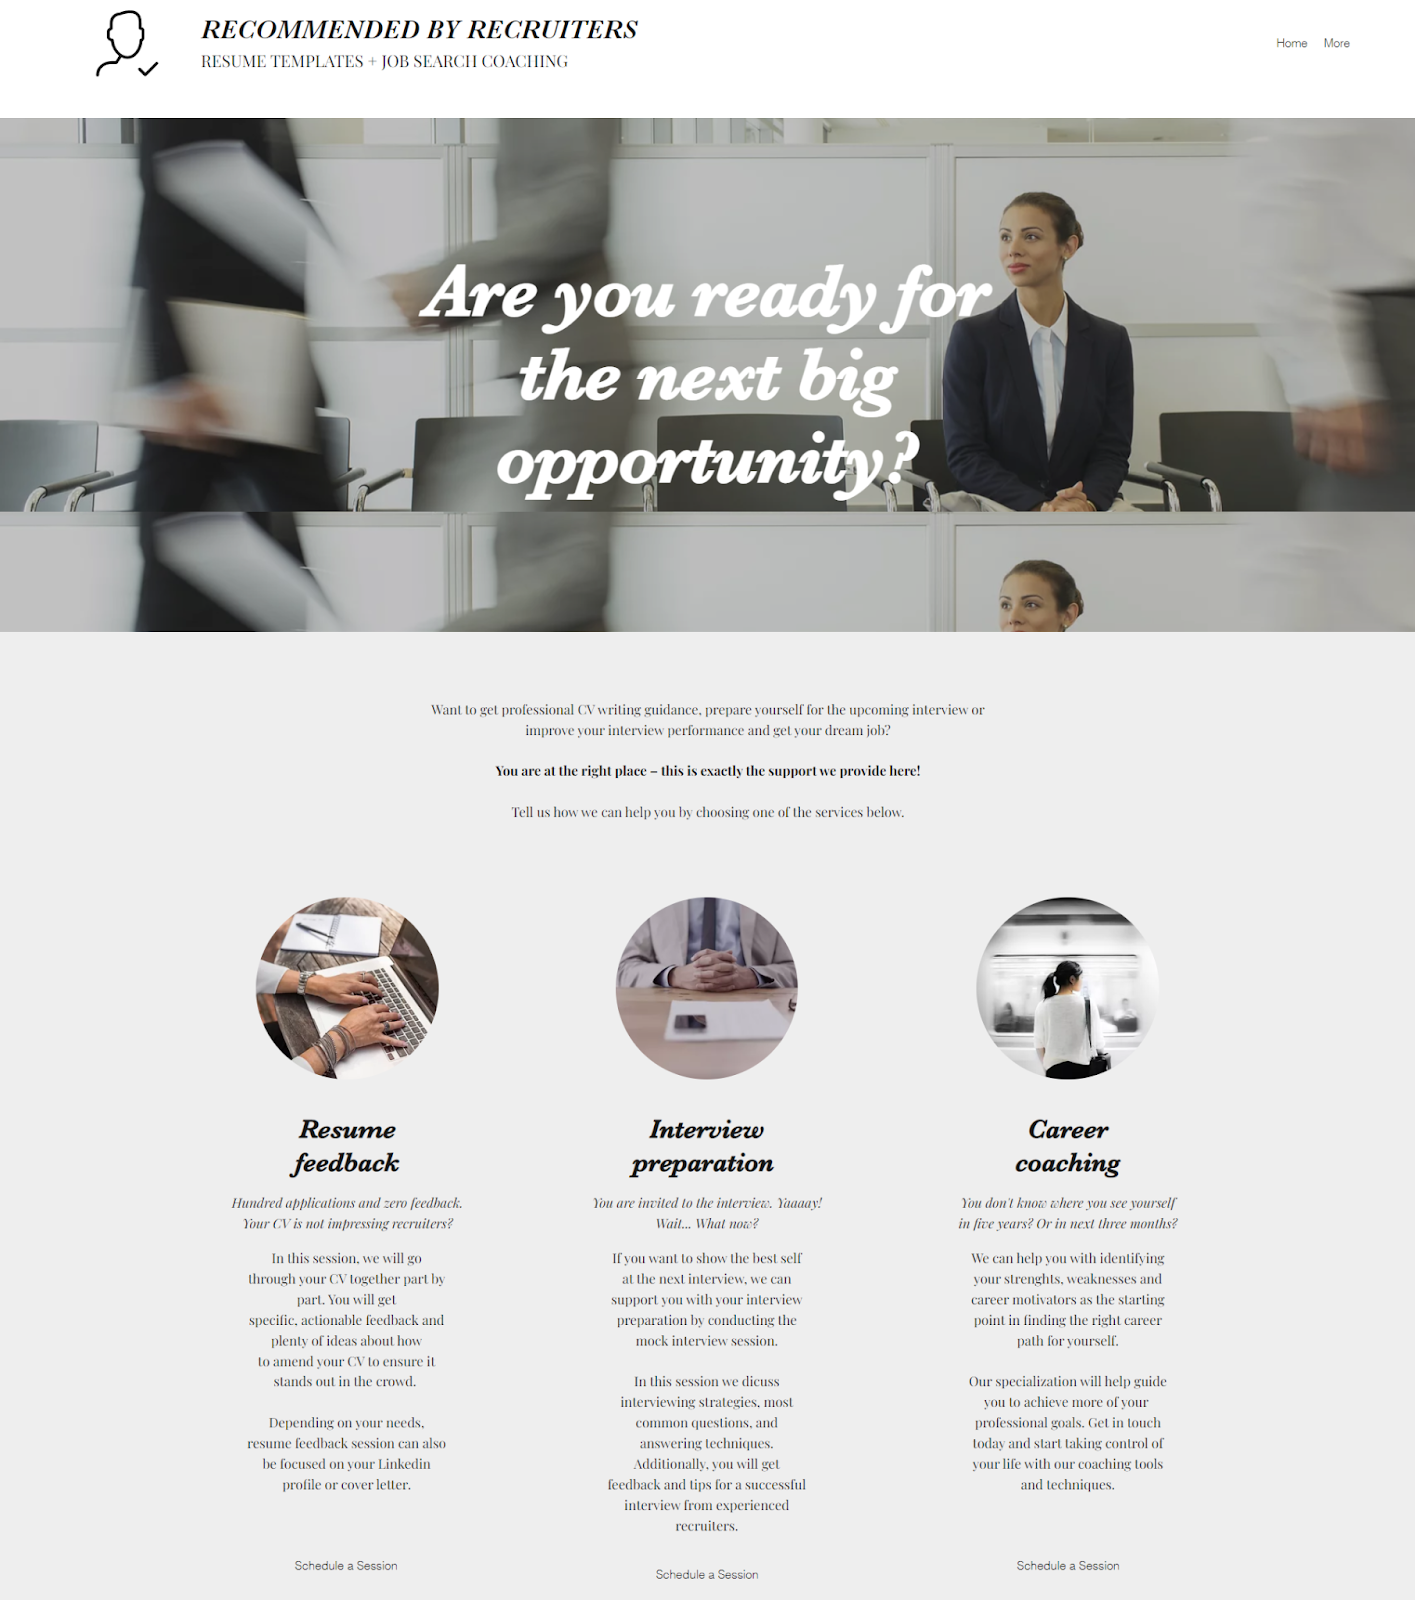 RECOMMENDED BY RECRUITERS
RESUME TEMPLATES + JOB SEARCH COACHING
Home More
Are you ready for
the next big
opportunity?
Want to get professional CV writing guidance, prepare yourself for the upcoming interview or
improve your interview performance and get your dream job?
You are at the right place – this is exactly the support we provide here!
Tell us how we can help you by choosing one of the services below.
Resume
feedback
Hundred applications and zero feedback.
Your CV is not impressing recruiters?
In this session, we will go
through your CV together part by
part. You will get
specific, actionable feedback and
plenty of ideas about how
to amend your CV to ensure it
stands out in the crowd.
Depending on your needs,
resume feedback session can also
be focused on your Linkedin
profile or cover letter.
Schedule a Session
Interview
preparation
You are invited to the interview. Yaaaay!
Wait... What now?
If you want to show the best self
at the next interview, we can
support you with your interview
preparation by conducting the
mock interview session.
In this session we dicuss
interviewing strategies, most
common questions, and
answering techniques.
Additionally, you will get
feedback and tips for a successful
interview from experienced
recruiters.
Schedule a Session
Career
coaching
You don't know where you see yourself
in five years? Or in next three months?
We can help you with identifying
your strenghts, weaknesses and
career motivators as the starting
point in finding the right career
path for yourself.
Our specialization will help guide
you to achieve more of your
professional goals. Get in touch
today and start taking control of
your life with our coaching tools
and techniques.
Schedule a Session